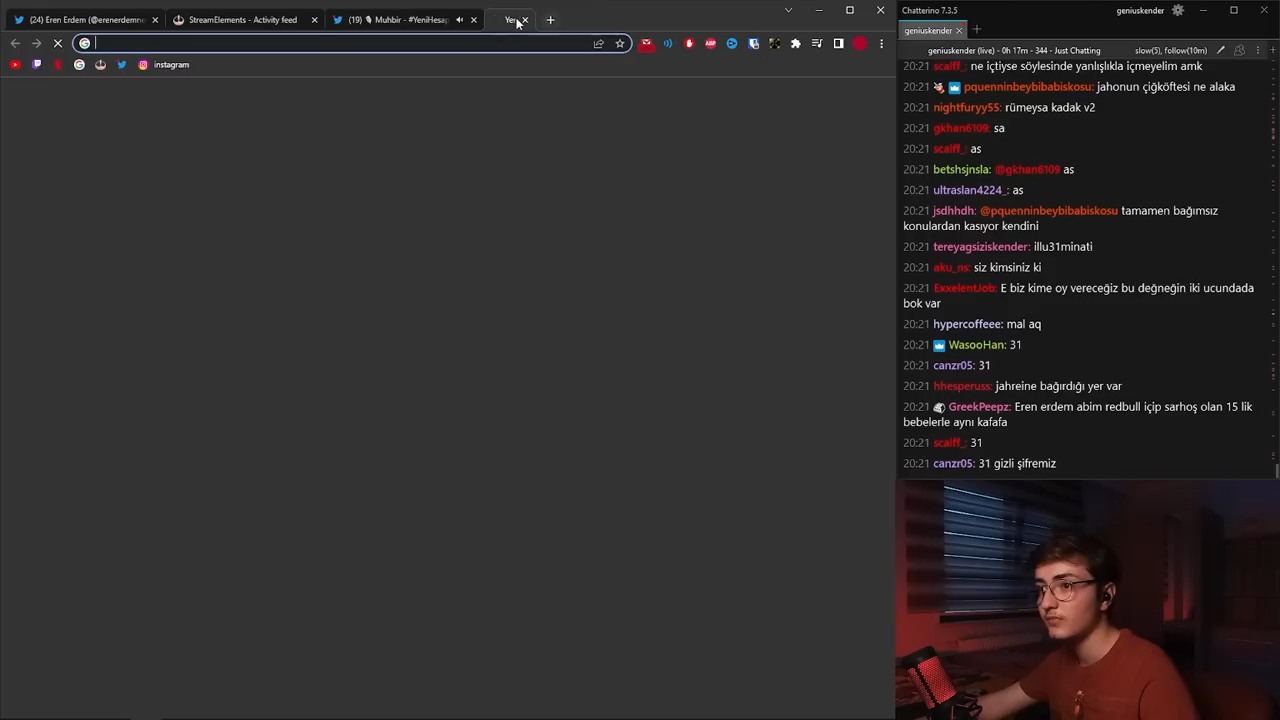 (24) Eren Erdem (@erenerdemne
StreamElements - Activity feed
(19) Muhbir - #YeniHesap
instagram
Chatterino 7.3.5
geniuskender
geniuskender
geniuskender (live) - 0h 17m - 344 - Just Chatting
slow(5), follow(10m)
scalff_: ne içtiyse söylesinde yanlışlıkla içmeyelim amk
20:21 pquenninbeybibabiskosu: jahonun çiğköftesi ne alaka
20:21 nightfuryy55: rümeysa kadak v2
20:21 gkhan6109: sa
20:21 scalff_: as
20:21 betshsjnsla: @gkhan6109 as
20:21 ultraslan4224_: as
20:21 jsdhhdh: @pquenninbeybibabiskosu tamamen bağımsız
konulardan kasıyor kendini
20:21 tereyagsiziskender: illu31minati
20:21 aku_ns: siz kimsiniz ki
20:21 ExxelentJob: E biz kime oy vereceğiz bu değneğin iki ucundada
bok var
20:21 hypercoffeee: mal aq
20:21 WasooHan: 31
20:21 canzr05: 31
20:21 hhesperuss: jahreine bağırdığı yer var
20:21 GreekPeepz: Eren erdem abim redbull içip sarhoş olan 15 lik
bebelerle aynı kafafa
20:21 scalff_: 31
20:21 canzr05: 31 gizli şifremiz